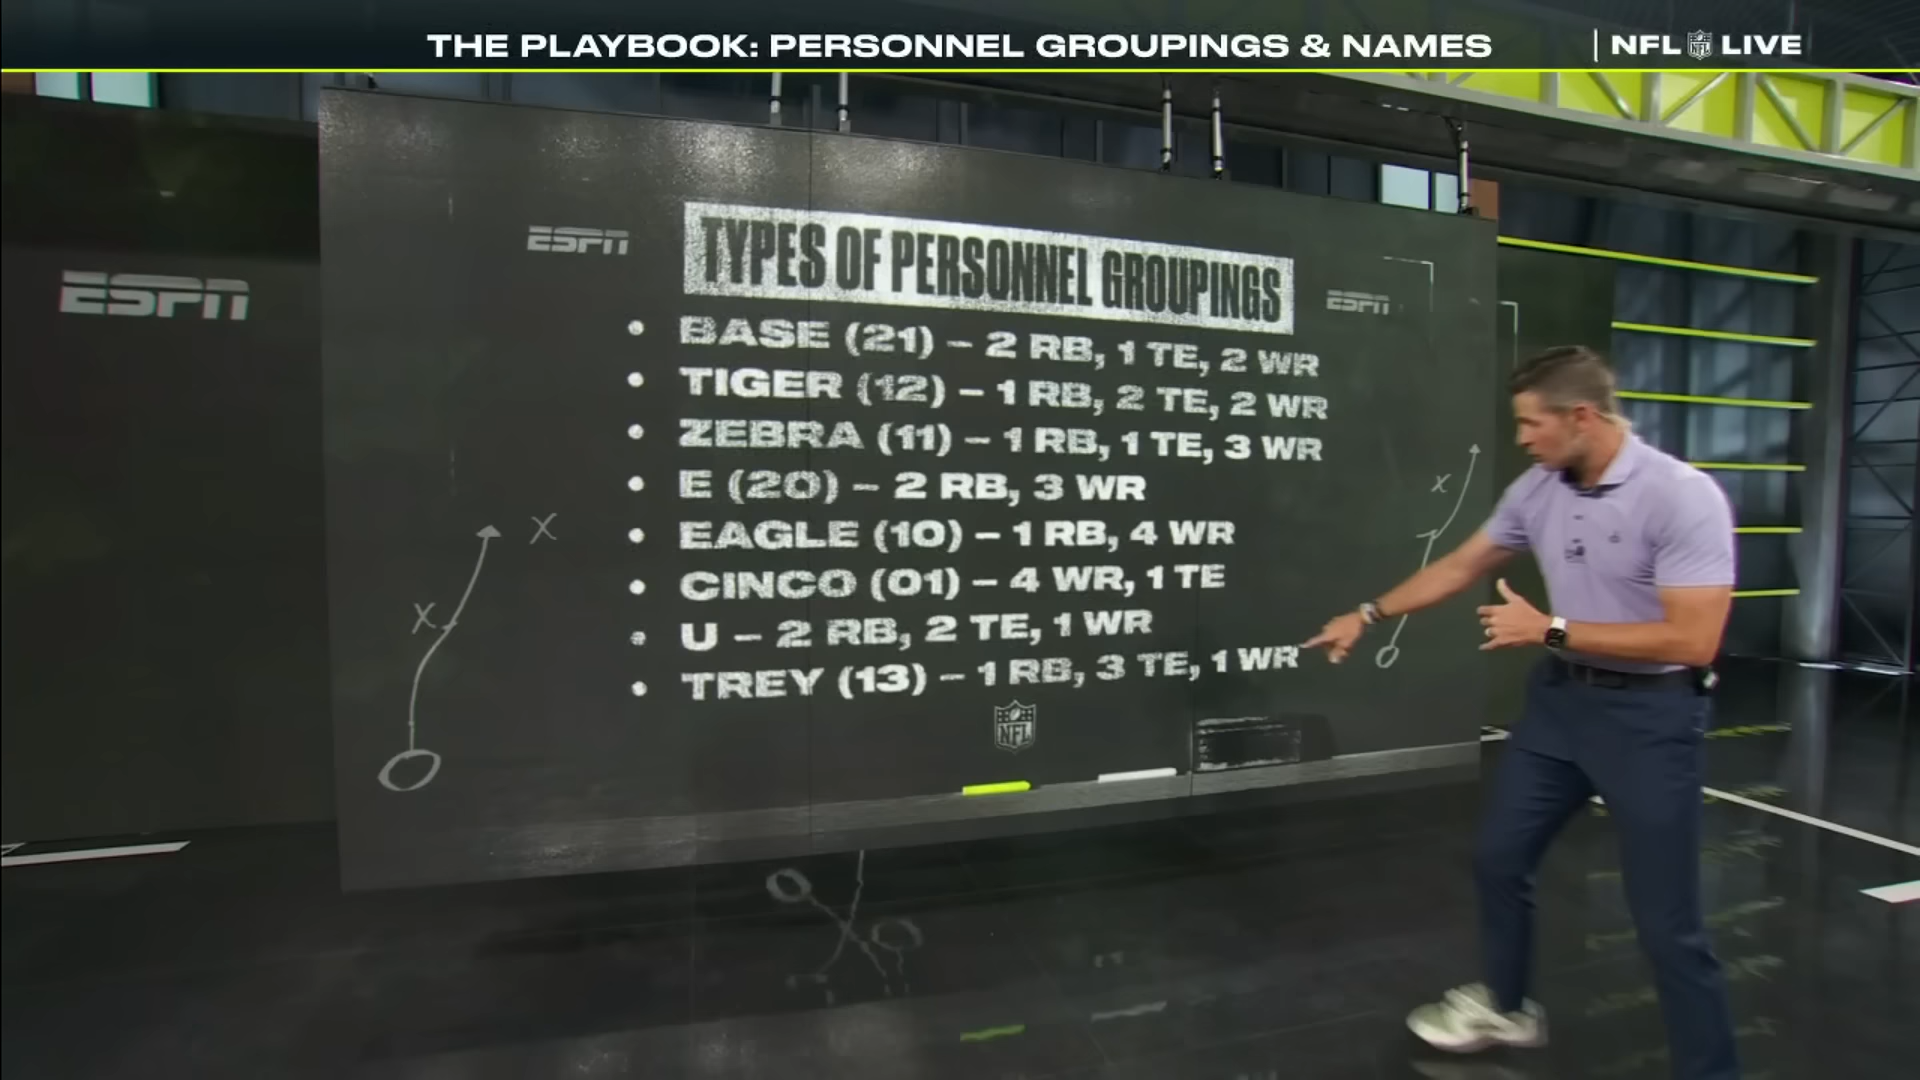 THE PLAYBOOK: PERSONNEL GROUPINGS & NAMES
NFL NFL LIVE
ESPN
ESPN
TYPES OF PERSONNEL GROUPINGS
ESPN
• BASE (21) – 2 RB, 1 TE, 2 WR
• TIGER (12) – 1 RB, 2 TE, 2 WR
• ZEBRA (11) – 1 RB, 1 TE, 3 WR
• E (20) – 2 RB, 3 WR
• EAGLE (10) – 1 RB, 4 WR
• CINCO (01) – 4 WR, 1 TE
• U – 2 RB, 2 TE, 1 WR
• TREY (13) – 1 RB, 3 TE, 1 WR
X
X
X
NFL